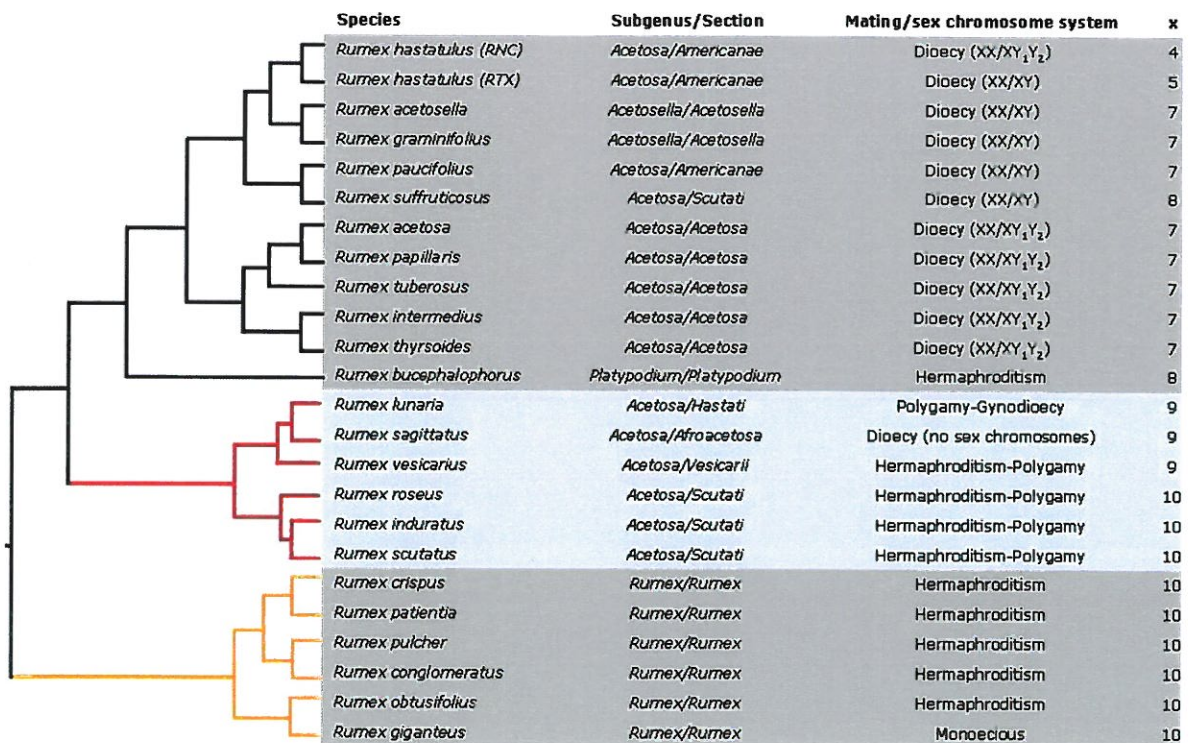 Species Subgenus/Section Mating/sex chromosome system x
Rumex hastatulus (RNC) Acetosa/Americanae Dioecy (XX/XY₁Y₂) 4
Rumex hastatulus (RTX) Acetosa/Americanae Dioecy (XX/XY) 5
Rumex acetosella Acetosella/Acetosella Dioecy (XX/XY) 7
Rumex graminifolius Acetosella/Acetosella Dioecy (XX/XY) 7
Rumex paucifolius Acetosa/Americanae Dioecy (XX/XY) 7
Rumex suffruticosus Acetosa/Scutati Dioecy (XX/XY) 8
Rumex acetosa Acetosa/Acetosa Dioecy (XX/XY₁Y₂) 7
Rumex papillaris Acetosa/Acetosa Dioecy (XX/XY₁Y₂) 7
Rumex tuberosus Acetosa/Acetosa Dioecy (XX/XY₁Y₂) 7
Rumex intermedius Acetosa/Acetosa Dioecy (XX/XY₁Y₂) 7
Rumex thyrsoides Acetosa/Acetosa Dioecy (XX/XY₁Y₂) 7
Rumex bucephalophorus Platypodium/Platypodium Hermaphroditism 8
Rumex lunaria Acetosa/Hastati Polygamy-Gynodioecy 9
Rumex sagittatus Acetosa/Afroacetosa Dioecy (no sex chromosomes) 9
Rumex vesicarius Acetosa/Vesicarii Hermaphroditism-Polygamy 9
Rumex roseus Acetosa/Scutati Hermaphroditism-Polygamy 10
Rumex induratus Acetosa/Scutati Hermaphroditism-Polygamy 10
Rumex scutatus Acetosa/Scutati Hermaphroditism-Polygamy 10
Rumex crispus Rumex/Rumex Hermaphroditism 10
Rumex patientia Rumex/Rumex Hermaphroditism 10
Rumex pulcher Rumex/Rumex Hermaphroditism 10
Rumex conglomeratus Rumex/Rumex Hermaphroditism 10
Rumex obtusifolius Rumex/Rumex Hermaphroditism 10
Rumex giganteus Rumex/Rumex Monoecious 10